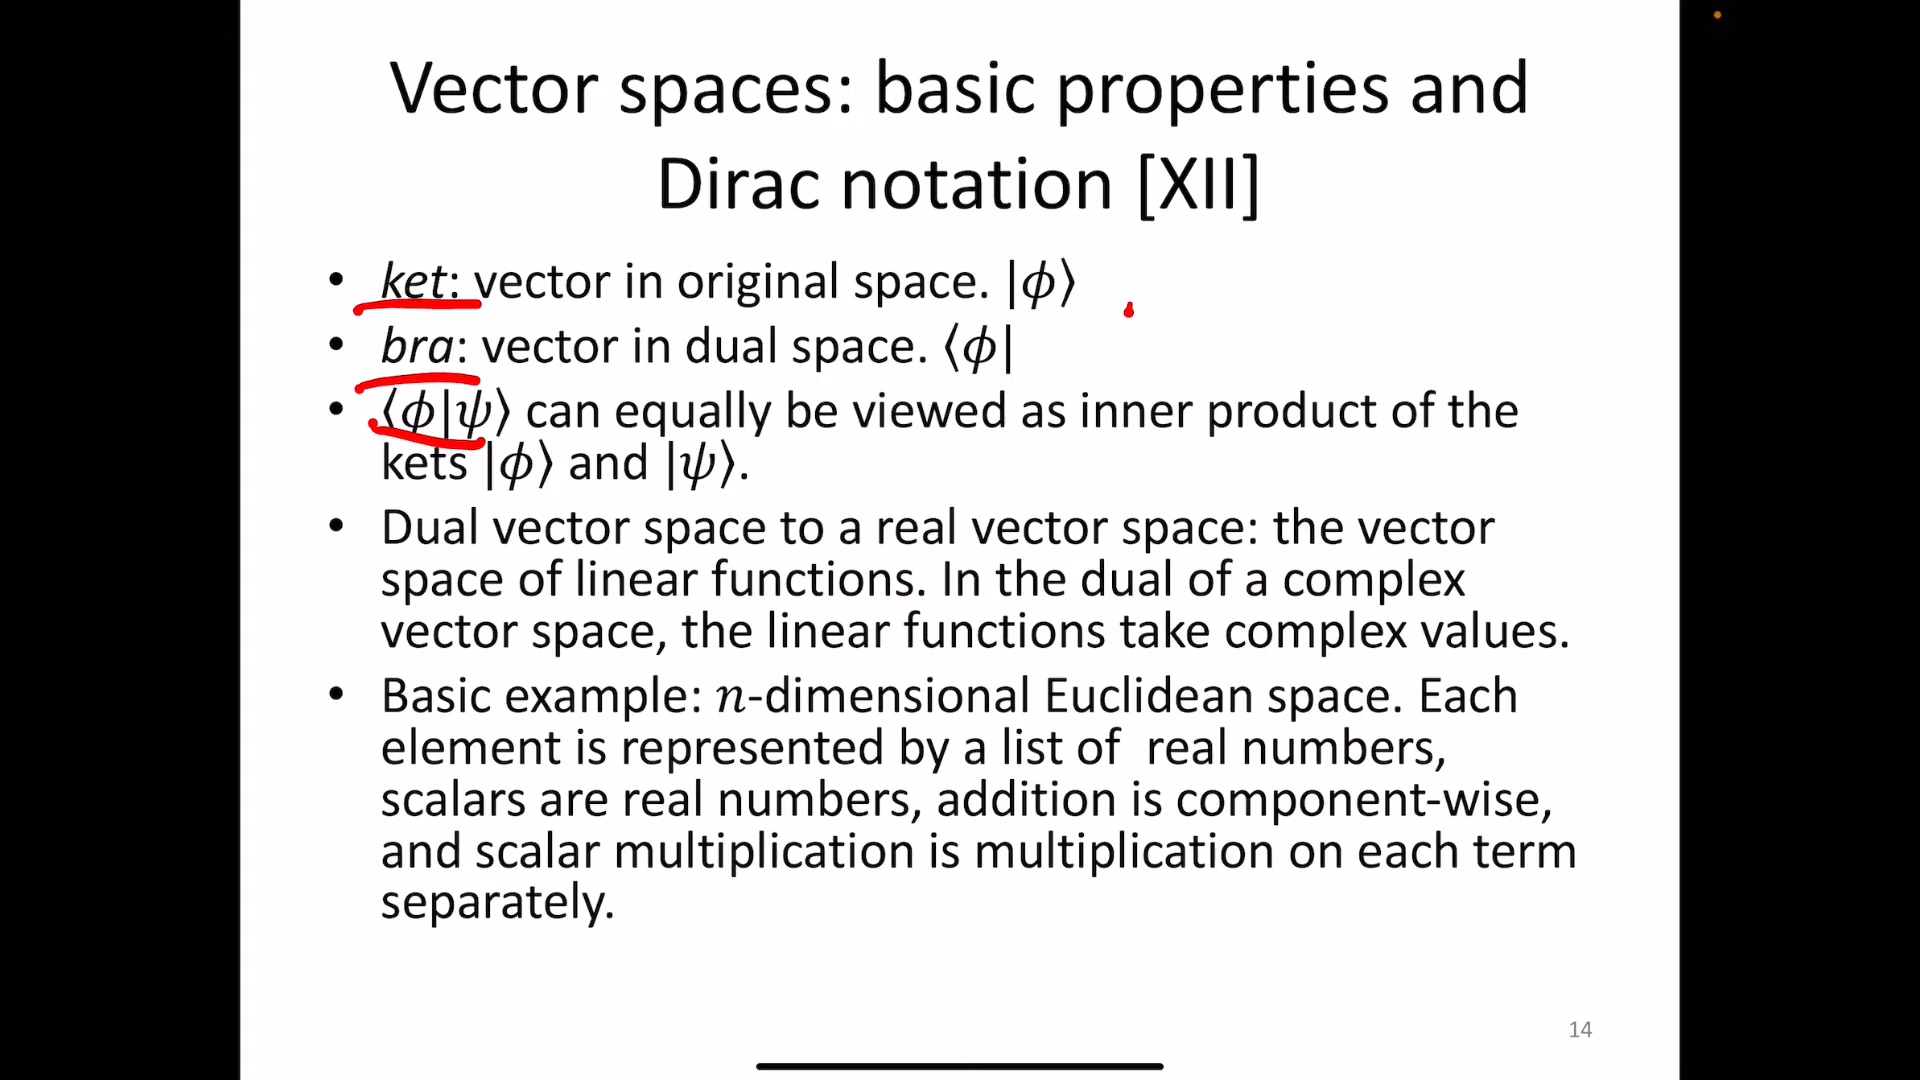 Vector spaces: basic properties and
Dirac notation [XII]
• ket: vector in original space. |ϕ⟩
• bra: vector in dual space. ⟨ϕ|
• ⟨ϕ|ψ⟩ can equally be viewed as inner product of the
kets |ϕ⟩ and |ψ⟩.
• Dual vector space to a real vector space: the vector
space of linear functions. In the dual of a complex
vector space, the linear functions take complex values.
• Basic example: n-dimensional Euclidean space. Each
element is represented by a list of  real numbers,
scalars are real numbers, addition is component-wise,
and scalar multiplication is multiplication on each term
separately.
14